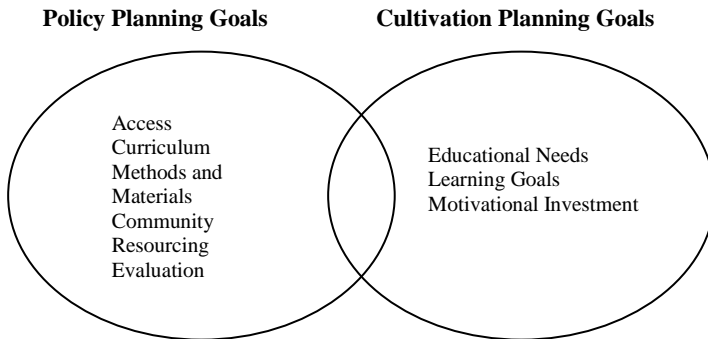 Policy Planning Goals
Cultivation Planning Goals
Access
Curriculum
Methods and
Materials
Community
Resourcing
Evaluation
Educational Needs
Learning Goals
Motivational Investment